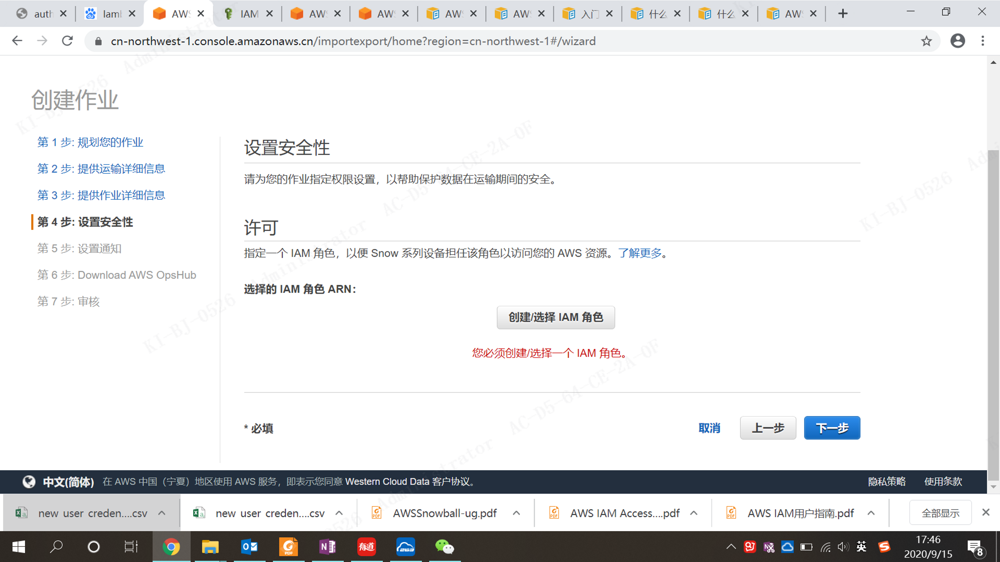 auth
lamb
AWS
IAM
AWS
AWS
AWS
AWS
入门
什么
什么
AWS
cn-northwest-1.console.amazonaws.cn/importexport/home?region=cn-northwest-1#/wizard
创建作业
第 1 步: 规划您的作业
第 2 步: 提供运输详细信息
第 3 步: 提供作业详细信息
第 4 步: 设置安全性
第 5 步: 设置通知
第 6 步: Download AWS OpsHub
第 7 步: 审核
设置安全性
请为您的作业指定权限设置，以帮助保护数据在运输期间的安全。
许可
指定一个 IAM 角色，以便 Snow 系列设备担任该角色以访问您的 AWS 资源。了解更多。
选择的 IAM 角色 ARN：
创建/选择 IAM 角色
您必须创建/选择一个 IAM 角色。
* 必填
取消
上一步
下一步
中文(简体) 在 AWS 中国（宁夏）地区使用 AWS 服务，即表示您同意 Western Cloud Data 客户协议。
隐私策略 使用条款
new user creden....csv
new user creden....csv
AWSSnowball-ug.pdf
AWS IAM Access....pdf
AWS IAM用户指南.pdf
全部显示
有道
263
英
17:46
2020/9/15
8
KI-BJ-0526 Administrator AC-D5-64-CE-2A-0F